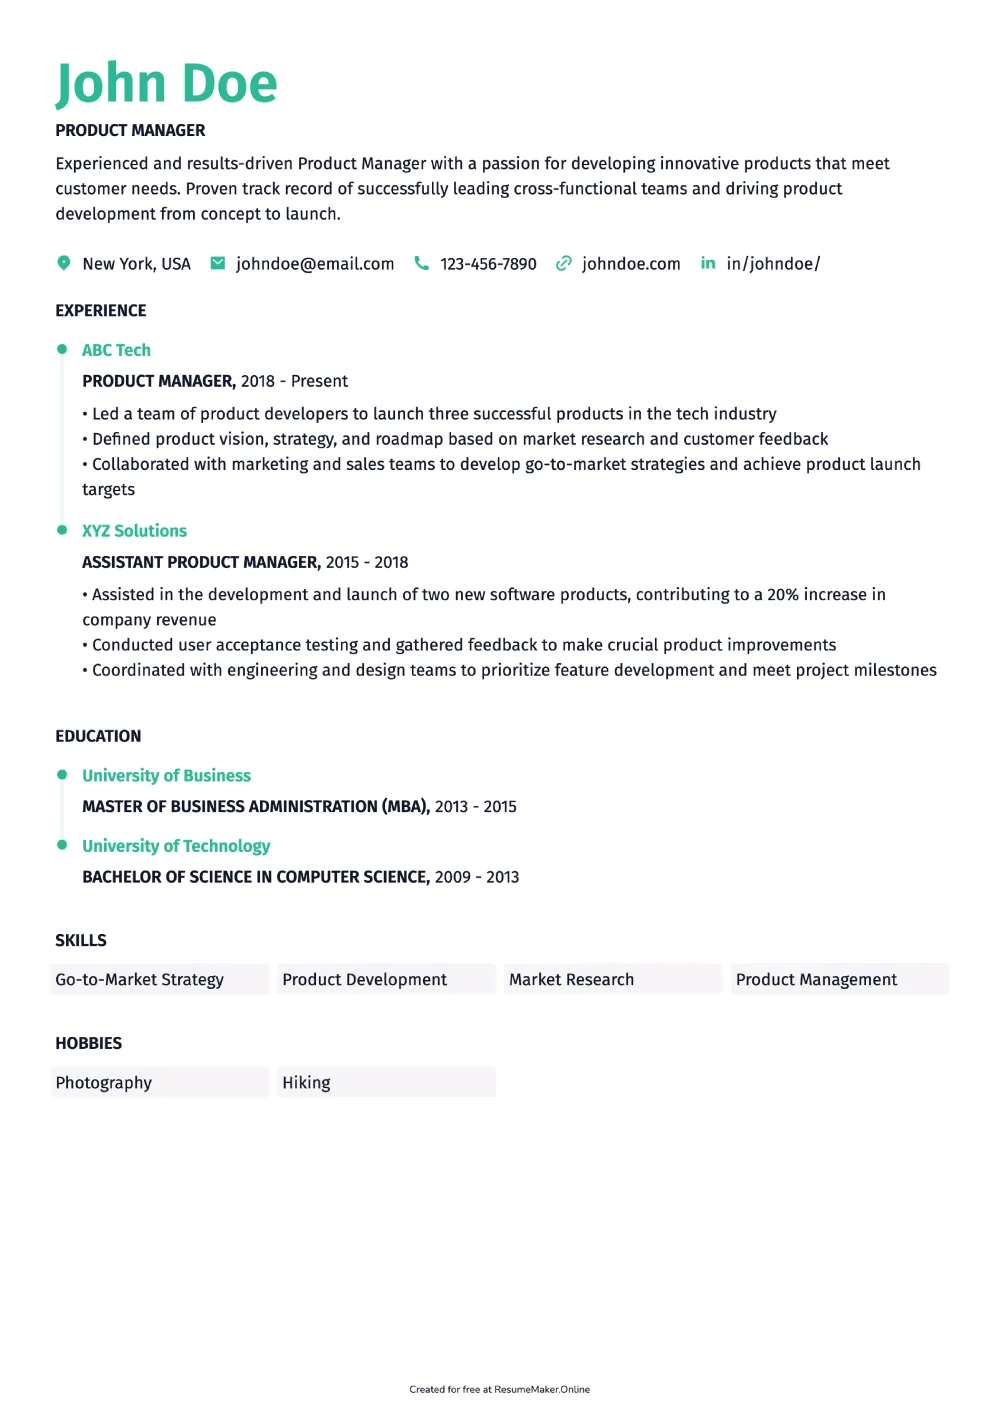 John Doe
PRODUCT MANAGER
Experienced and results-driven Product Manager with a passion for developing innovative products that meet
customer needs. Proven track record of successfully leading cross-functional teams and driving product
development from concept to launch.
New York, USA johndoe@email.com 123-456-7890 johndoe.com in in/johndoe/
EXPERIENCE
ABC Tech
PRODUCT MANAGER, 2018 - Present
• Led a team of product developers to launch three successful products in the tech industry
• Defined product vision, strategy, and roadmap based on market research and customer feedback
• Collaborated with marketing and sales teams to develop go-to-market strategies and achieve product launch
targets
XYZ Solutions
ASSISTANT PRODUCT MANAGER, 2015 - 2018
• Assisted in the development and launch of two new software products, contributing to a 20% increase in
company revenue
• Conducted user acceptance testing and gathered feedback to make crucial product improvements
• Coordinated with engineering and design teams to prioritize feature development and meet project milestones
EDUCATION
University of Business
MASTER OF BUSINESS ADMINISTRATION (MBA), 2013 - 2015
University of Technology
BACHELOR OF SCIENCE IN COMPUTER SCIENCE, 2009 - 2013
SKILLS
Go-to-Market Strategy Product Development Market Research Product Management
HOBBIES
Photography Hiking
Created for free at ResumeMaker.Online